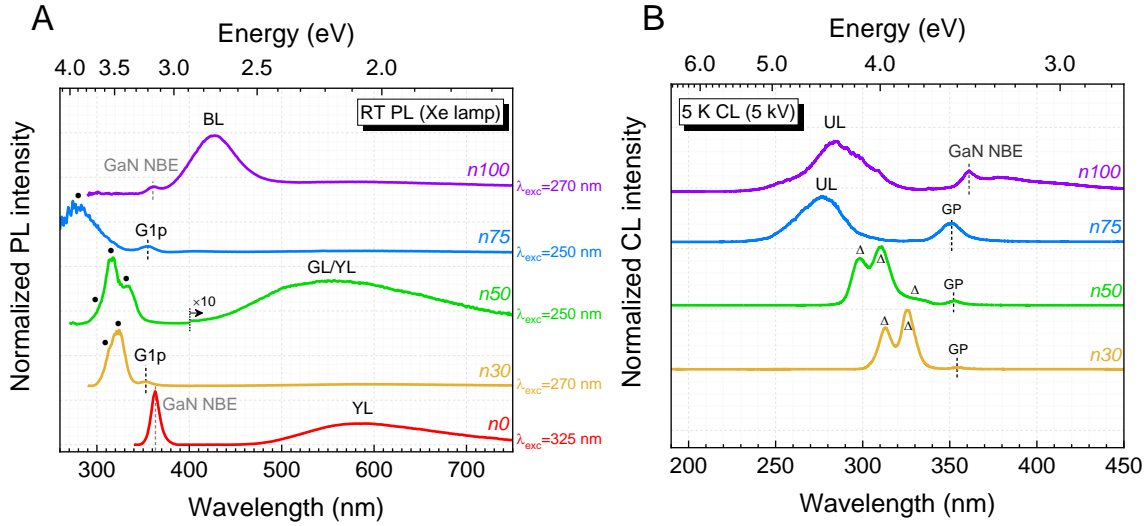 A
Energy (eV)
4.0 3.5 3.0 2.5 2.0
RT PL (Xe lamp)
BL
GaN NBE
n100
λexc=270 nm
G1p
n75
λexc=250 nm
GL/YL
×10
n50
λexc=250 nm
G1p
n30
λexc=270 nm
GaN NBE
YL
n0
λexc=325 nm
Normalized PL intensity
300 400 500 600 700
Wavelength (nm)
B
Energy (eV)
6.0 5.0 4.0 3.0
5 K CL (5 kV)
UL
GaN NBE
n100
UL
GP
n75
Δ Δ Δ
GP
n50
Δ Δ
GP
n30
Normalized CL intensity
200 250 300 350 400 450
Wavelength (nm)